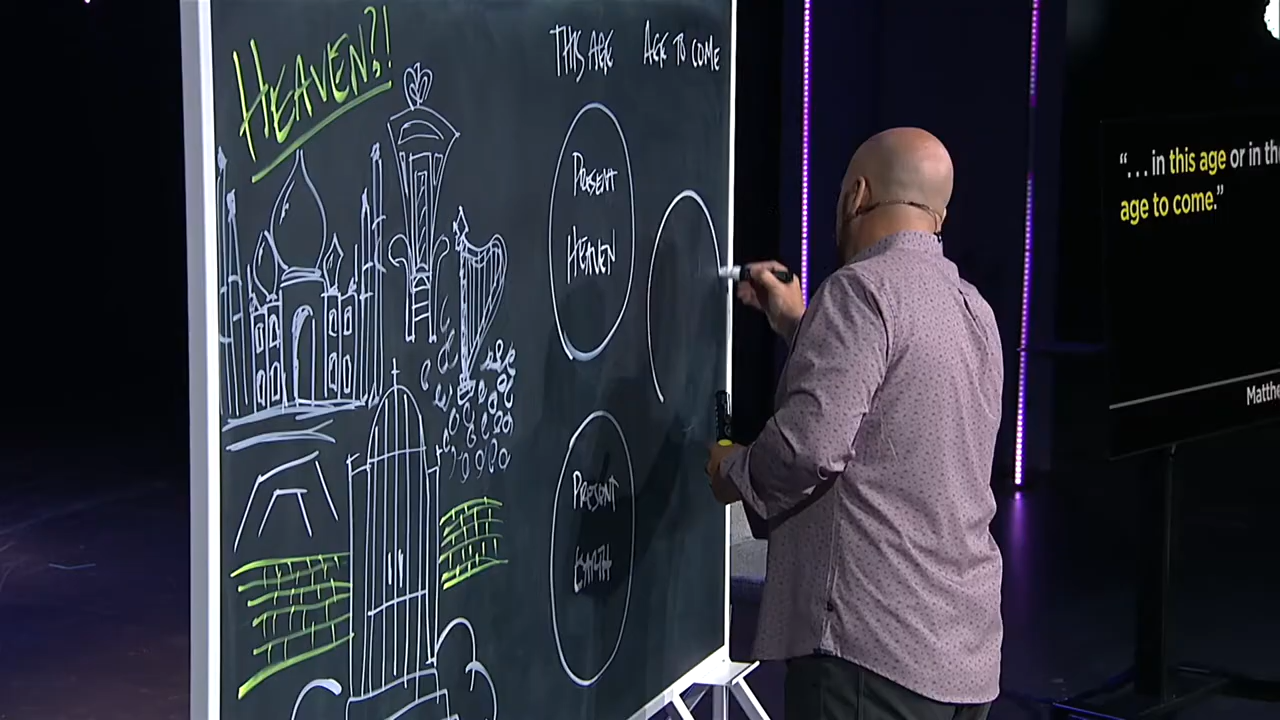 HEAVEN?!
THIS AGE
AGE TO COME
PRESENT
HEAVEN
PRESENT
EARTH
“...in this age or in the
age to come.”
Matthe